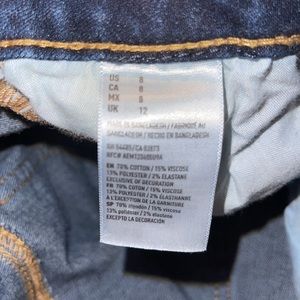 US 8
CA 8
MX 8
UK 12
MADE IN BANGLADESH / FABRIQUÉ AU
BANGLADESH / HECHO EN BANGLADESH
EN 70% COTTON / 15% VISCOSE
13% POLYESTER / 2% ELASTANE
EXCLUSIVE OF DECORATION
FR 70% COTON / 15% VISCOSE
13% POLYESTER / 2% ÉLASTHANNE
À L'EXCEPTION DE LA GARNITURE
SP 70% algodón / 15% viscosa
13% poliéster / 2% elastano
EXCEPTO LA DECORACIÓN